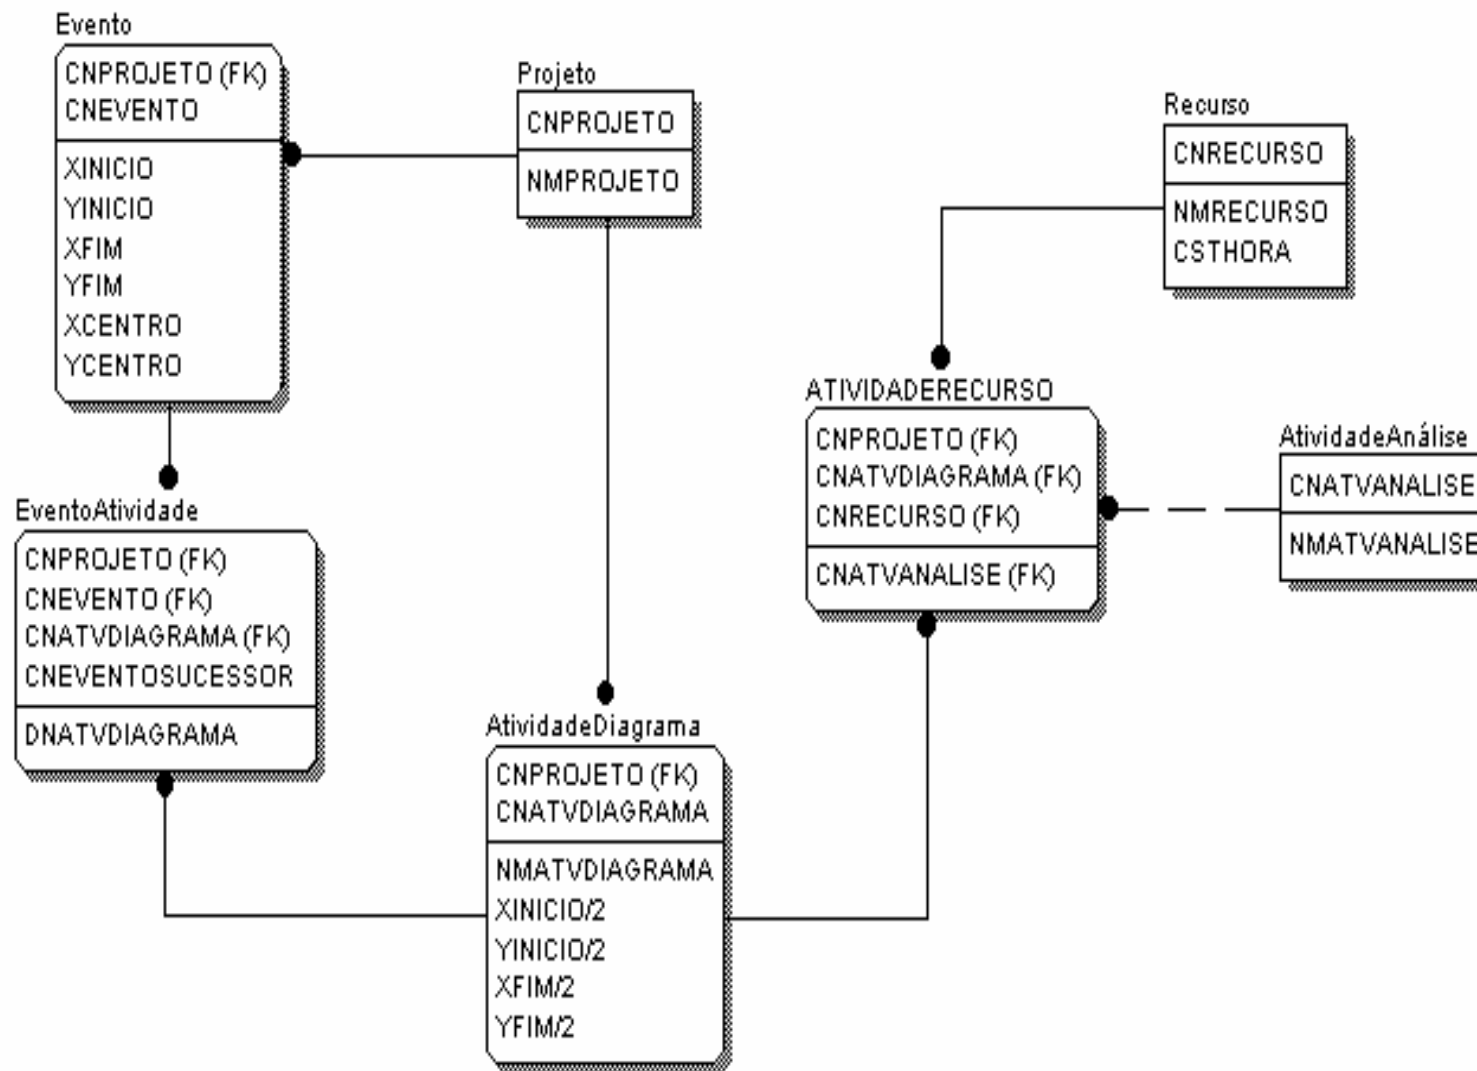 Evento
CNPROJETO (FK)
CNEVENTO
XINICIO
YINICIO
XFIM
YFIM
XCENTRO
YCENTRO
Projeto
CNPROJETO
NMPROJETO
Recurso
CNRECURSO
NMRECURSO
CSTHORA
ATIVIDADERECURSO
CNPROJETO (FK)
CNATVDIAGRAMA (FK)
CNRECURSO (FK)
CNATVANALISE (FK)
AtividadeAnálise
CNATVANALISE
NMATVANALISE
EventoAtividade
CNPROJETO (FK)
CNEVENTO (FK)
CNATVDIAGRAMA (FK)
CNEVENTOSUCESSOR
DNATVDIAGRAMA
AtividadeDiagrama
CNPROJETO (FK)
CNATVDIAGRAMA
NMATVDIAGRAMA
XINICIO/2
YINICIO/2
XFIM/2
YFIM/2